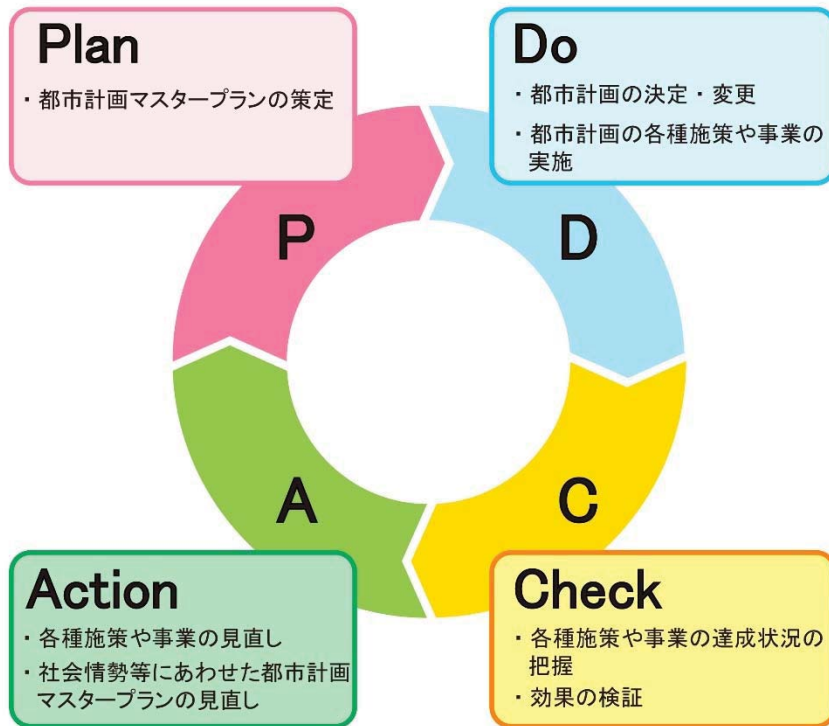 Plan
・都市計画マスタープランの策定
Do
・都市計画の決定・変更
・都市計画の各種施策や事業の
実施
P
D
A
C
Action
・各種施策や事業の見直し
・社会情勢等にあわせた都市計画
マスタープランの見直し
Check
・各種施策や事業の達成状況の
把握
・効果の検証